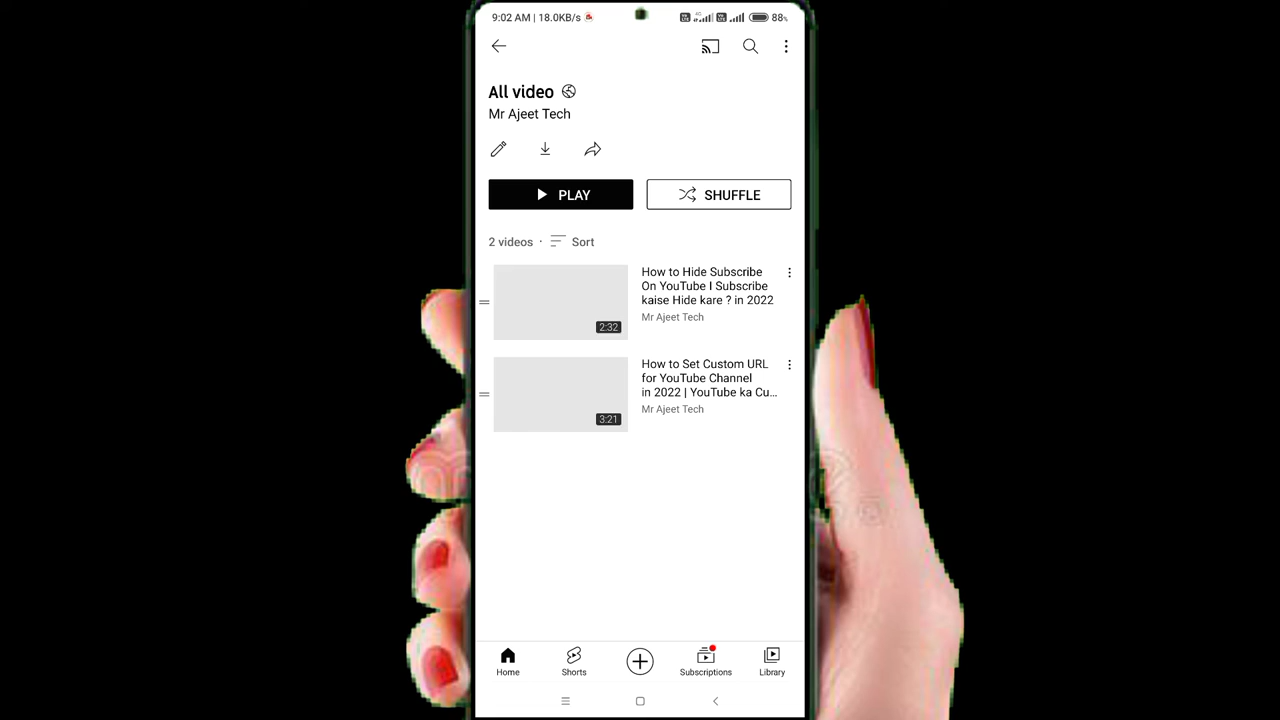 9:02 AM | 18.0KB/s
88%
All video
Mr Ajeet Tech
PLAY
SHUFFLE
2 videos · Sort
How to Hide Subscribe
On YouTube I Subscribe
kaise Hide kare ? in 2022
Mr Ajeet Tech
2:32
How to Set Custom URL
for YouTube Channel
in 2022 | YouTube ka Cu...
Mr Ajeet Tech
3:21
Home
Shorts
Subscriptions
Library